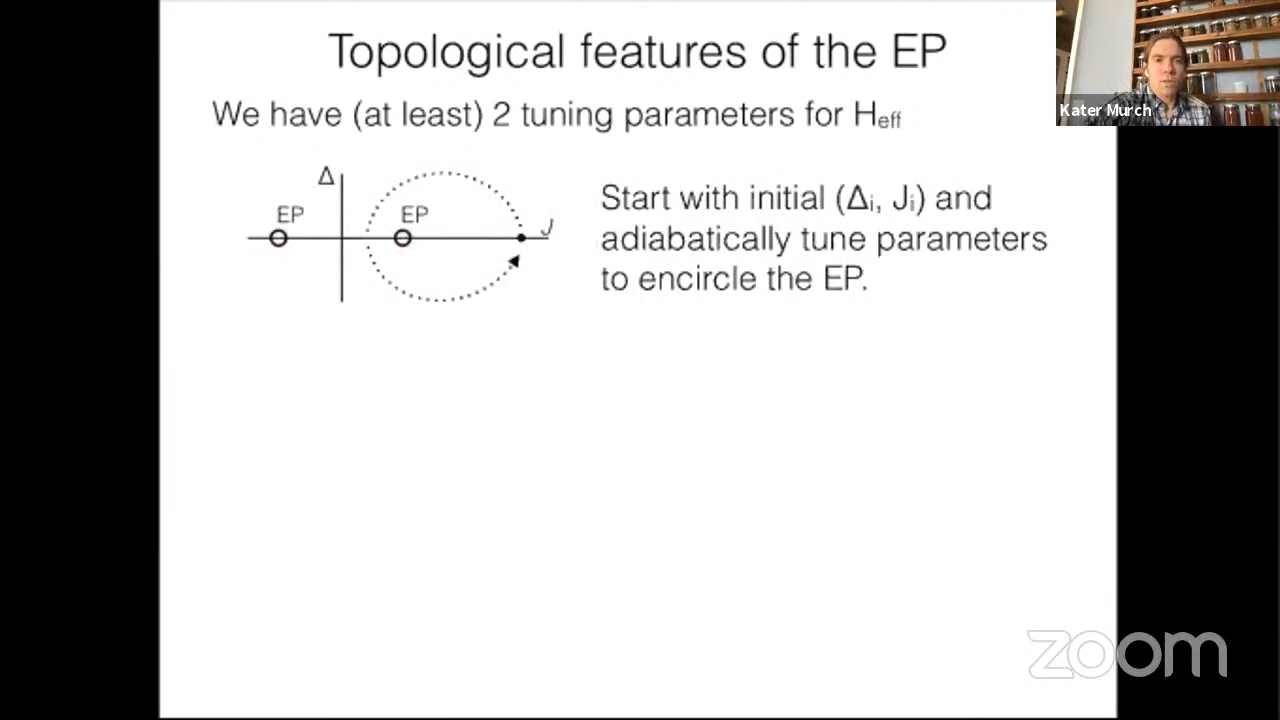 Topological features of the EP
Kater Murch
We have (at least) 2 tuning parameters for Heff
Δ
EP
EP
J
Start with initial (Δi, Ji) and
adiabatically tune parameters
to encircle the EP.
zoom